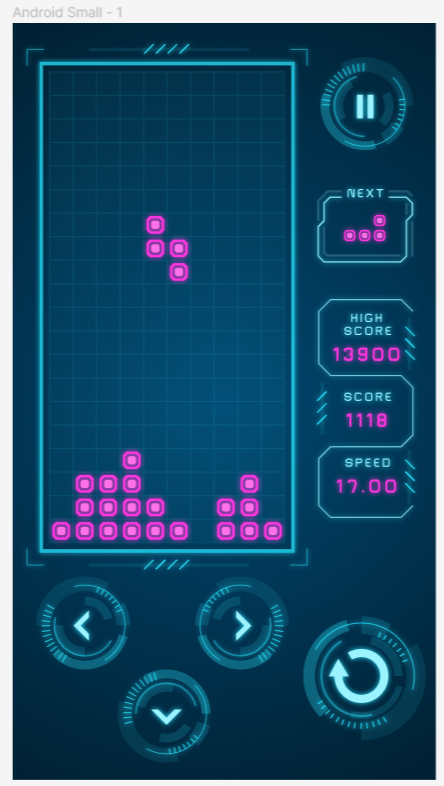 Android Small - 1
NEXT
HIGH
SCORE
13900
SCORE
1118
SPEED
17.00